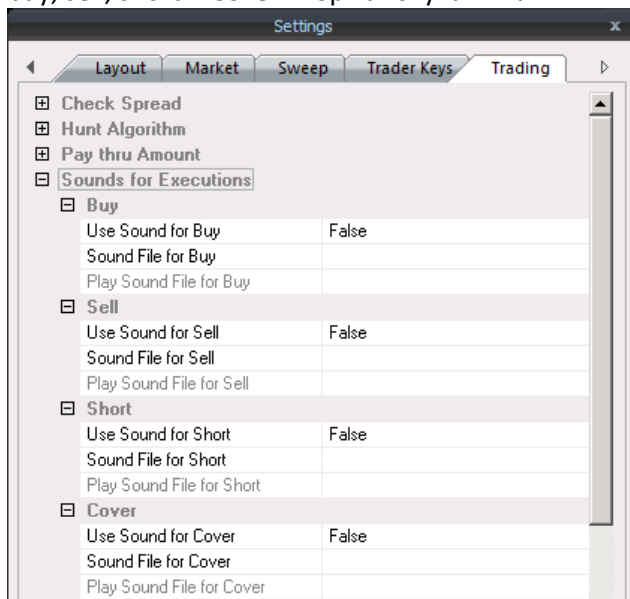 Settings x
Layout Market Sweep Trader Keys Trading
Check Spread
Hunt Algorithm
Pay thru Amount
Sounds for Executions
Buy
Use Sound for Buy False
Sound File for Buy
Play Sound File for Buy
Sell
Use Sound for Sell False
Sound File for Sell
Play Sound File for Sell
Short
Use Sound for Short False
Sound File for Short
Play Sound File for Short
Cover
Use Sound for Cover False
Sound File for Cover
Play Sound File for Cover